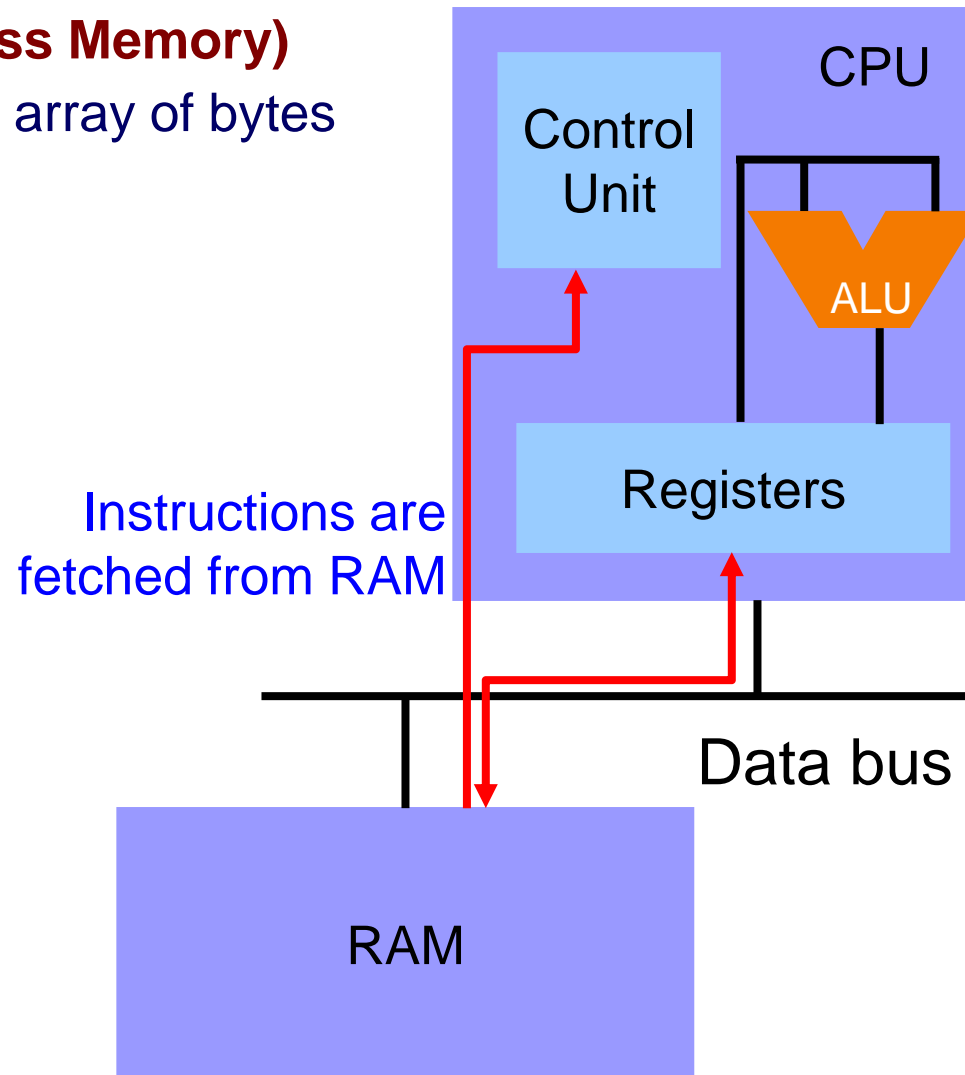 ss Memory)
array of bytes
CPU
Control
Unit
ALU
Registers
Instructions are
fetched from RAM
Data bus
RAM